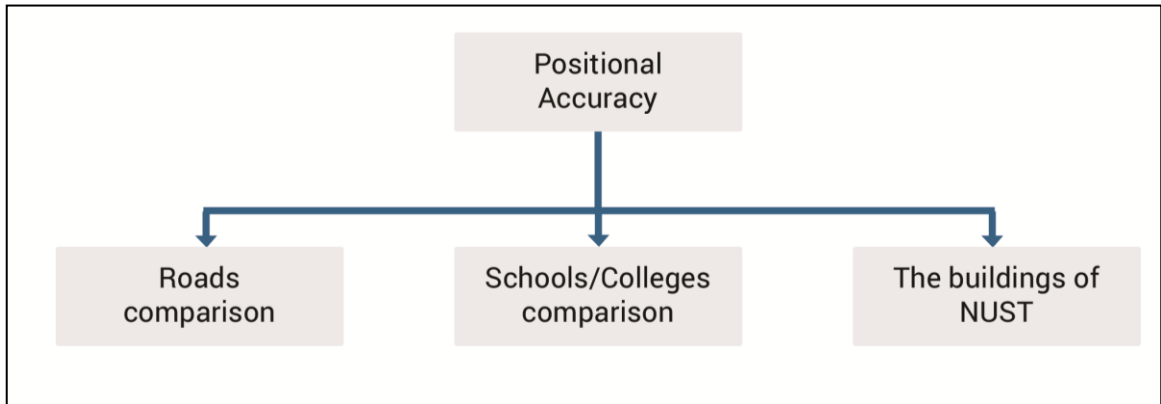 Positional
Accuracy
Roads
comparison
Schools/Colleges
comparison
The buildings of
NUST